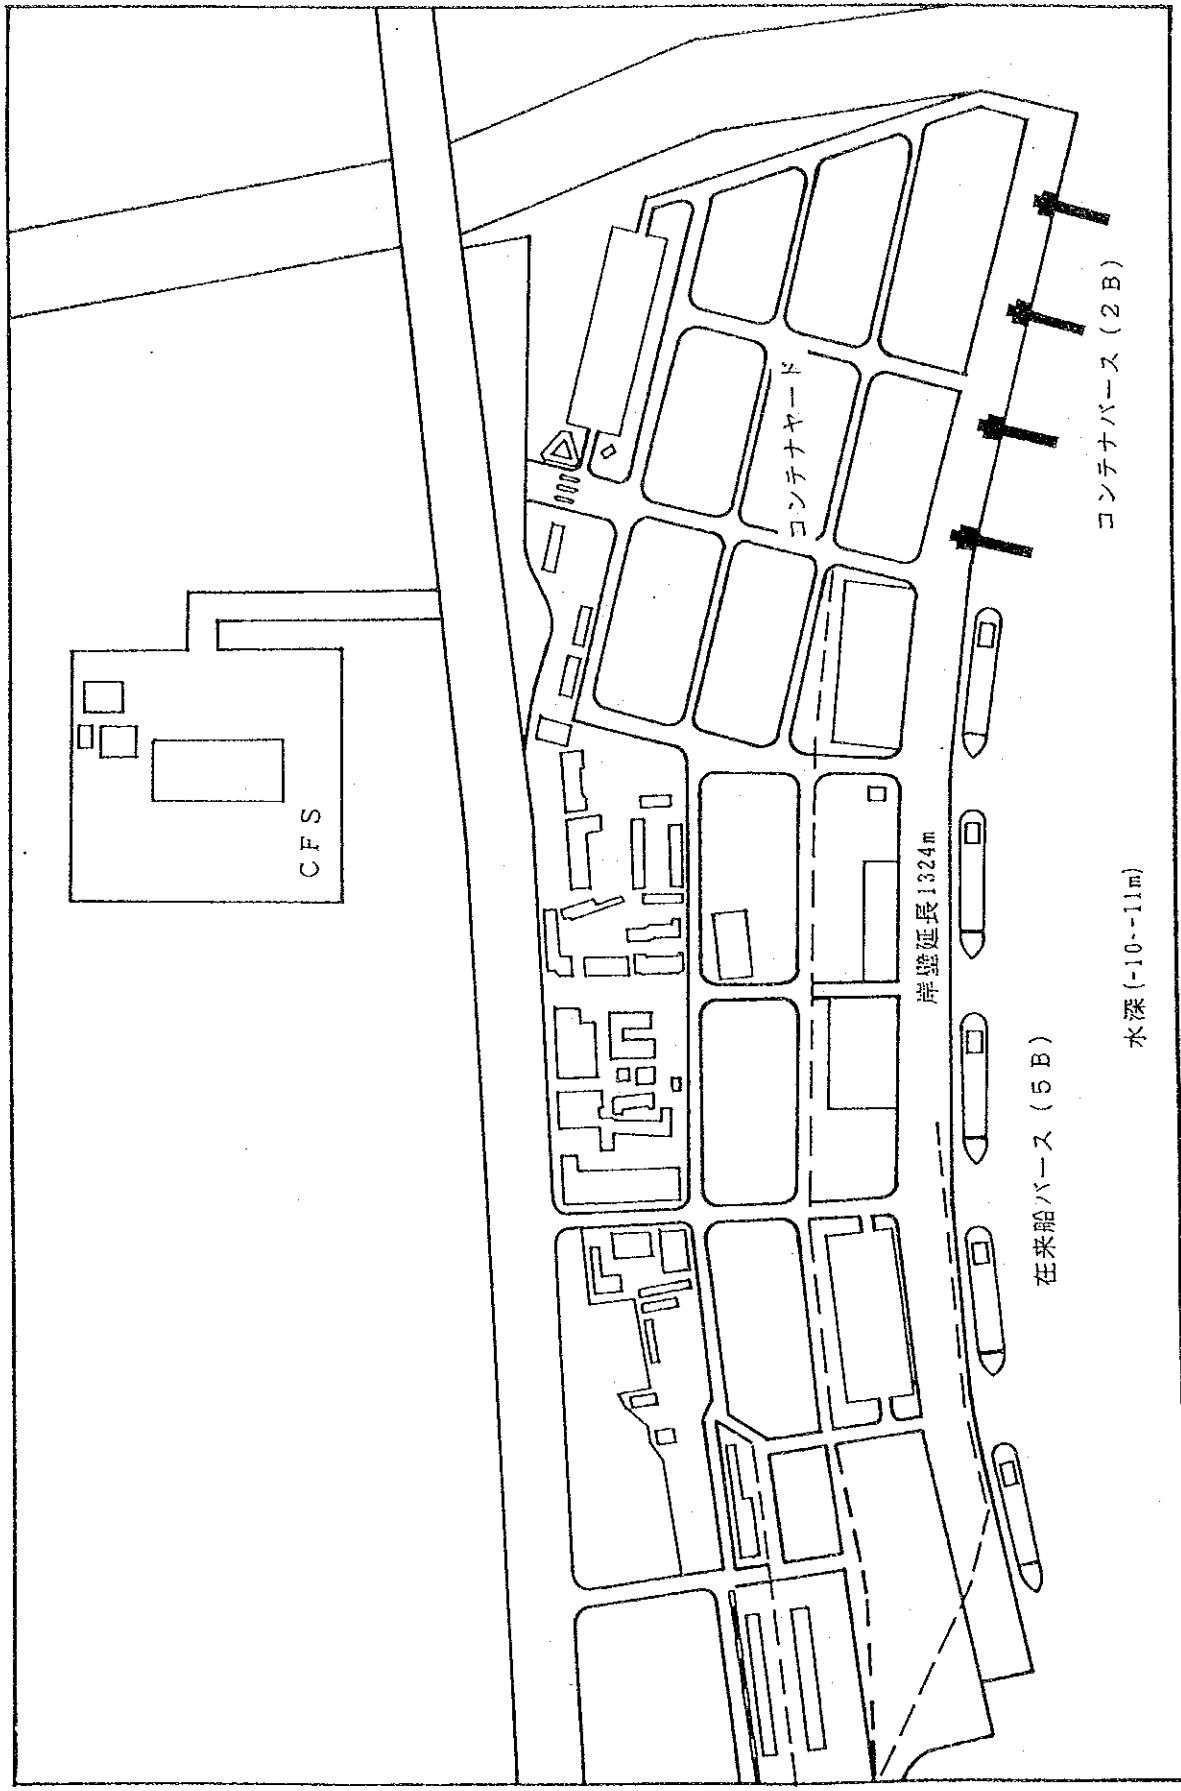 CFS
コンテナヤード
岸壁延長1324m
コンテナバース (2B)
在来船バース (5B)
水深 (-10~-11m)